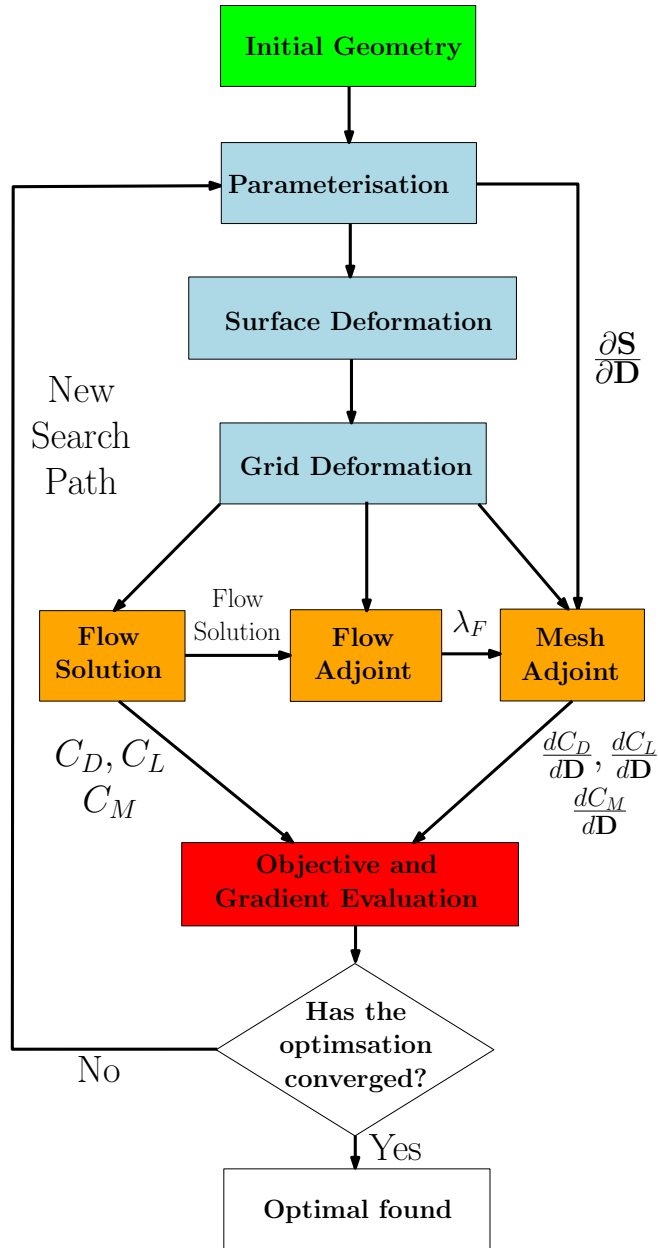 Initial Geometry
Parameterisation
Surface Deformation
∂S
∂D
New
Search
Path
Grid Deformation
Flow
Solution
Flow
Solution
Flow
Adjoint
λ_F
Mesh
Adjoint
C_D, C_L
C_M
dC_D/dD, dC_L/dD
dC_M/dD
Objective and
Gradient Evaluation
Has the
optimsation
converged?
No
Yes
Optimal found